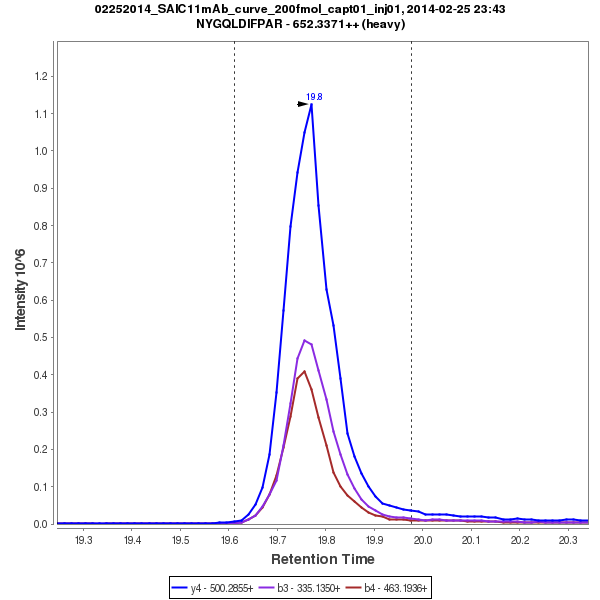 02252014_SAIC11mAb_curve_200fmol_capt01_inj01, 2014-02-25 23:43
NYGQLDIFPAR - 652.3371++ (heavy)
19.8
1.2
1.1
1.0
0.9
0.8
0.7
0.6
0.5
0.4
0.3
0.2
0.1
0.0
Intensity 10^6
19.3 19.4 19.5 19.6 19.7 19.8 19.9 20.0 20.1 20.2 20.3
Retention Time
y4 - 500.2855+ b3 - 335.1350+ b4 - 463.1936+